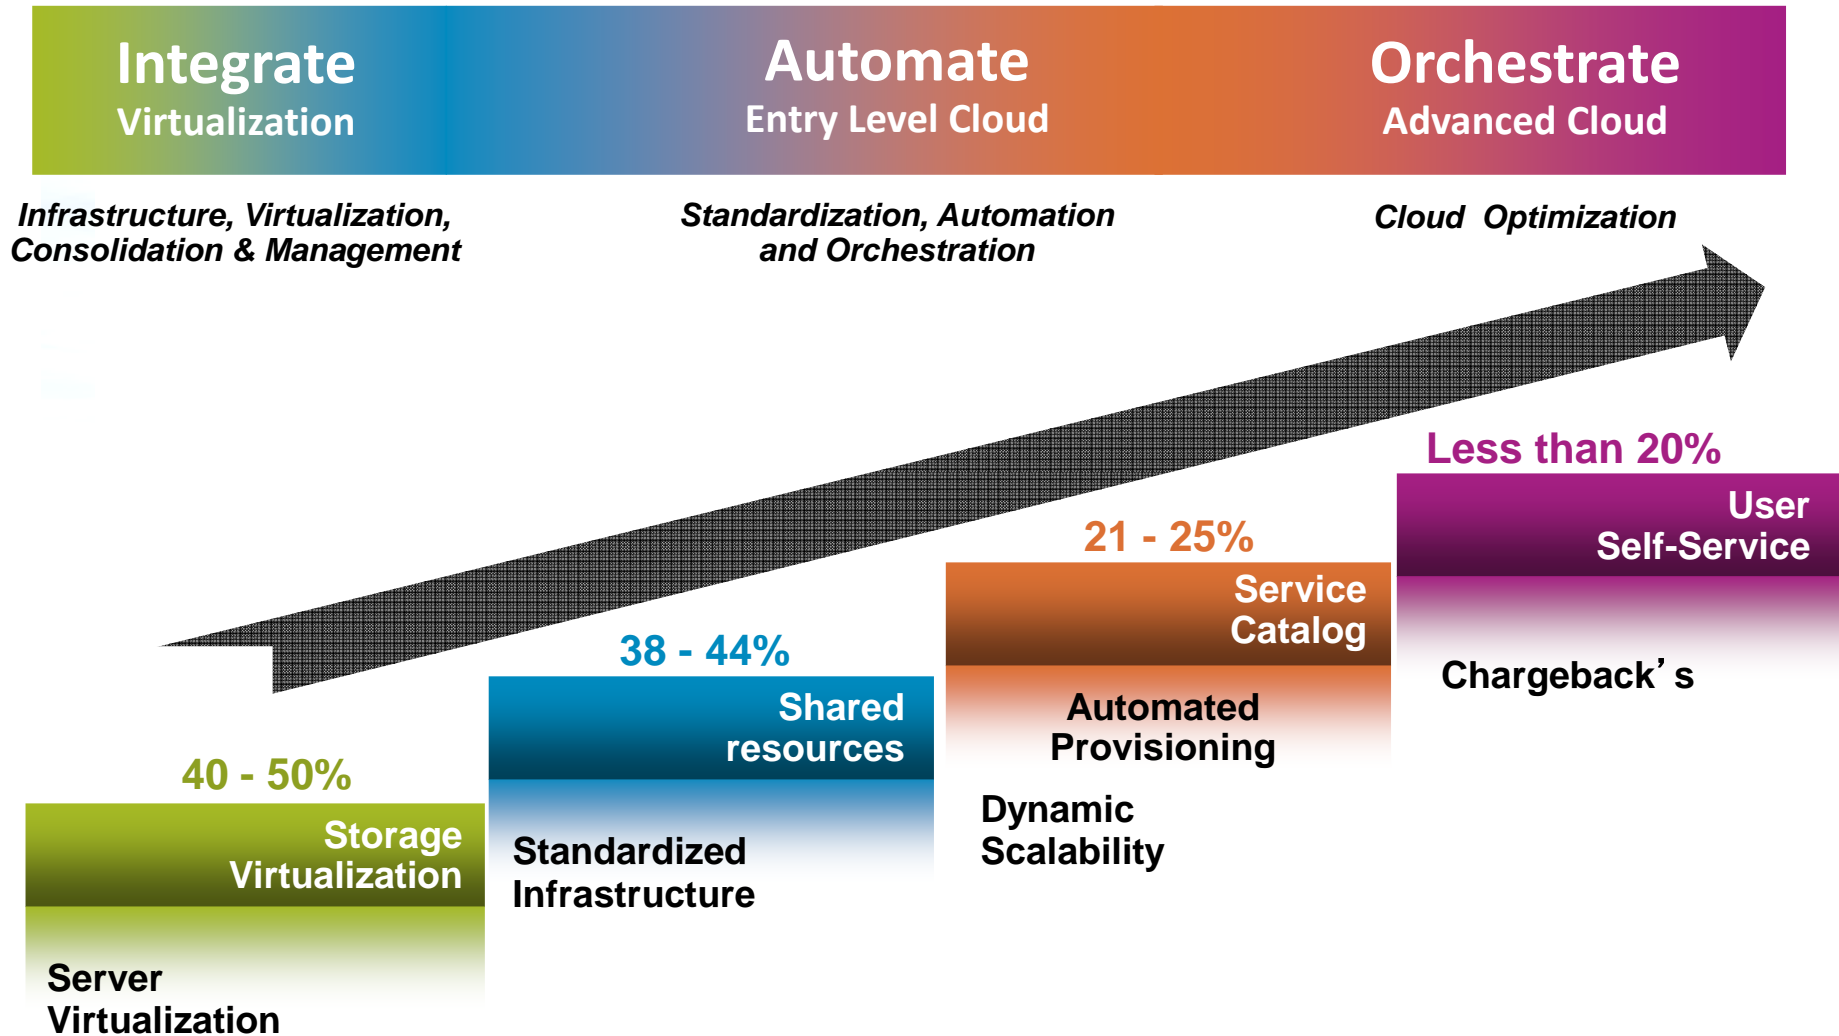 Integrate
Virtualization
Automate
Entry Level Cloud
Orchestrate
Advanced Cloud
Infrastructure, Virtualization,
Consolidation & Management
Standardization, Automation
and Orchestration
Cloud Optimization
40 - 50%
Storage
Virtualization
Server
Virtualization
38 - 44%
Shared
resources
Standardized
Infrastructure
21 - 25%
Service
Catalog
Automated
Provisioning
Dynamic
Scalability
Less than 20%
User
Self-Service
Chargeback’s